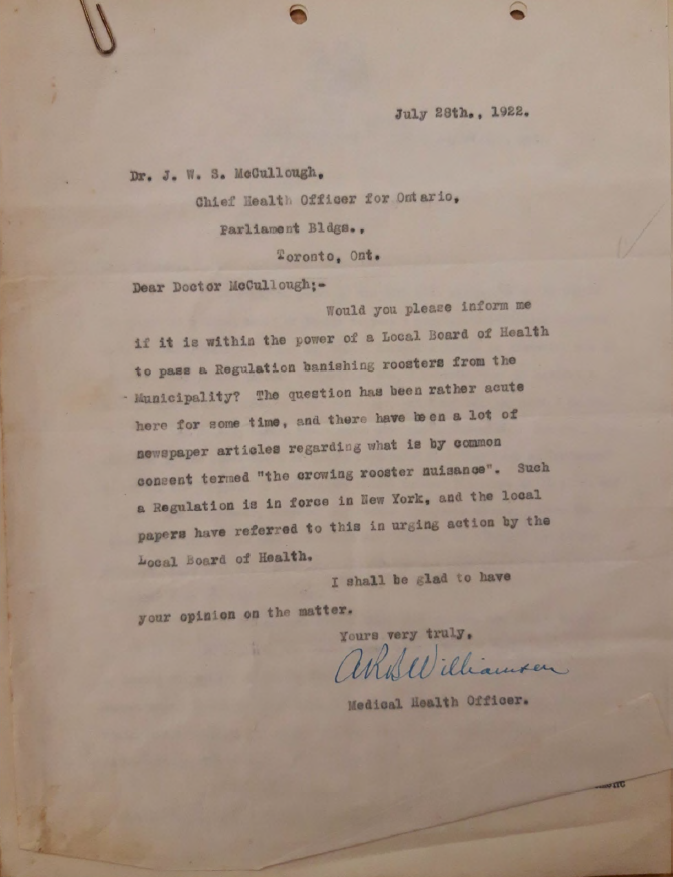 July 28th., 1922.
Dr. J. W. S. McCullough,
Chief Health Officer for Ontario,
Parliament Bldgs.,
Toronto, Ont.
Dear Doctor McCullough;-
Would you please inform me
if it is within the power of a Local Board of Health
to pass a Regulation banishing roosters from the
Municipality? The question has been rather acute
here for some time, and there have been a lot of
newspaper articles regarding what is by common
consent termed "the crowing rooster nuisance". Such
a Regulation is in force in New York, and the local
papers have referred to this in urging action by the
Local Board of Health.
I shall be glad to have
your opinion on the matter.
Yours very truly,
A.R.B. Williamson
Medical Health Officer.